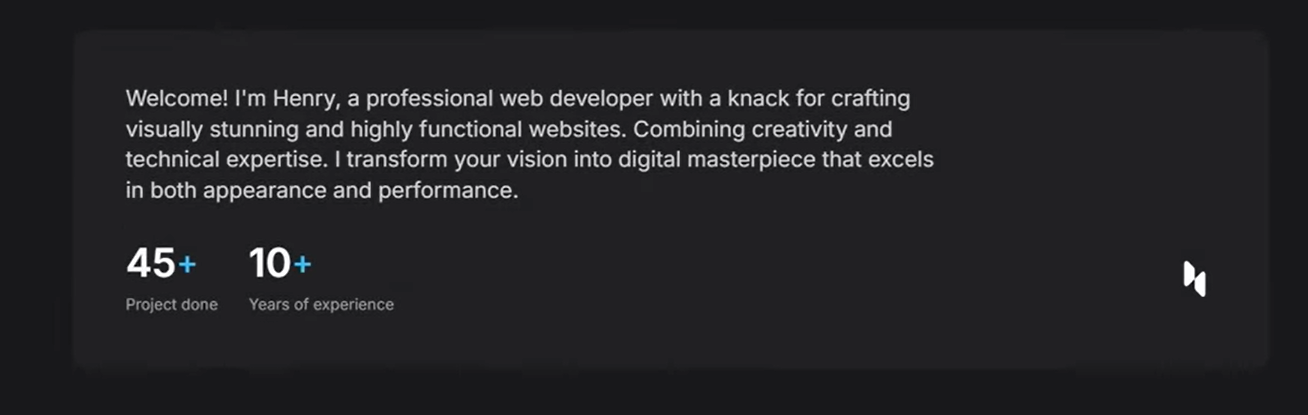 Welcome! I'm Henry, a professional web developer with a knack for crafting
visually stunning and highly functional websites. Combining creativity and
technical expertise. I transform your vision into digital masterpiece that excels
in both appearance and performance.
45+ 10+
Project done Years of experience